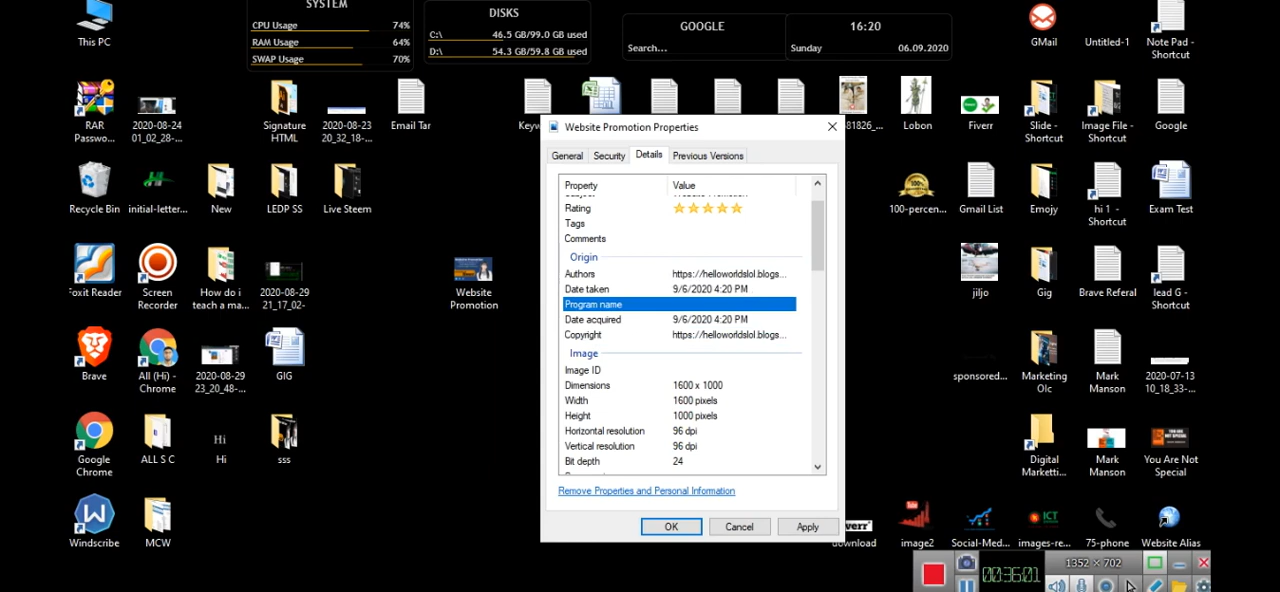 SYSTEM
CPU Usage 74%
RAM Usage 64%
SWAP Usage 70%
DISKS
C:\ 46.5 GB/99.0 GB used
D:\ 54.3 GB/59.8 GB used
GOOGLE
Search...
16:20
Sunday 06.09.2020
This PC
GMail
Untitled-1
Note Pad -
Shortcut
RAR
Passwo...
2020-08-24
01_02_28-...
Signature
HTML
2020-08-23
20_32_18-...
Email Tar
Keyw
81826_...
Lobon
Fiverr
Slide -
Shortcut
Image File -
Shortcut
Google
Website Promotion Properties
General
Security
Details
Previous Versions
Property Value
Rating
Tags
Comments
Origin
Authors https://helloworldslol.blogs...
Date taken 9/6/2020 4:20 PM
Program name
Date acquired 9/6/2020 4:20 PM
Copyright https://helloworldslol.blogs...
Image
Image ID
Dimensions 1600 x 1000
Width 1600 pixels
Height 1000 pixels
Horizontal resolution 96 dpi
Vertical resolution 96 dpi
Bit depth 24
Remove Properties and Personal Information
OK
Cancel
Apply
Recycle Bin
initial-letter...
New
LEDP SS
Live Steem
100-percen...
Gmail List
Emojy
hi 1 -
Shortcut
Exam Test
Foxit Reader
Screen
Recorder
How do i
teach a ma...
2020-08-29
21_17_02-
Website
Promotion
jiljo
Gig
Brave Referal
lead G -
Shortcut
Brave
All (Hi) -
Chrome
2020-08-29
23_20_48-...
GIG
sponsored...
Marketing
Olc
Mark
Manson
2020-07-13
10_18_33-...
Google
Chrome
ALL S C
Hi
Hi
sss
Digital
Marketti...
Mark
Manson
You Are Not
Special
Windscribe
MCW
download
image2
Social-Med...
ICT
images-re...
75-phone
Website Alias
00:36:01
1352 × 702